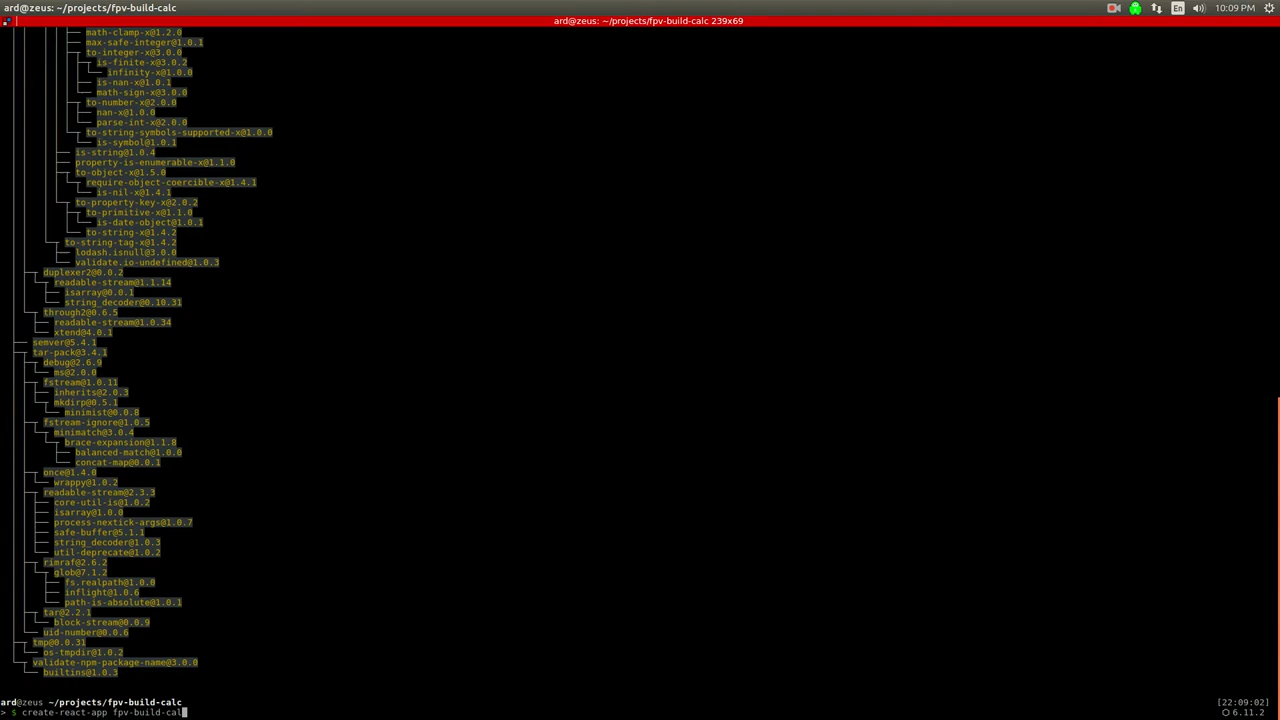 ard@zeus: ~/projects/fpv-build-calc
En
10:09 PM
ard@zeus: ~/projects/fpv-build-calc 239x69
math-clamp-x@1.2.0
max-safe-integer@1.0.1
to-integer-x@3.0.0
is-finite-x@3.0.2
infinity-x@1.0.0
is-nan-x@1.0.1
math-sign-x@3.0.0
to-number-x@2.0.0
nan-x@1.0.0
parse-int-x@2.0.0
to-string-symbols-supported-x@1.0.0
is-symbol@1.0.1
is-string@1.0.4
property-is-enumerable-x@1.1.0
to-object-x@1.5.0
require-object-coercible-x@1.4.1
is-nil-x@1.4.1
to-property-key-x@2.0.2
to-primitive-x@1.1.0
is-date-object@1.0.1
to-string-x@1.4.2
to-string-tag-x@1.4.2
lodash.isnull@3.0.0
validate.io-undefined@1.0.3
duplexer2@0.0.2
readable-stream@1.1.14
isarray@0.0.1
string_decoder@0.10.31
through2@0.6.5
readable-stream@1.0.34
xtend@4.0.1
semver@5.4.1
tar-pack@3.4.1
debug@2.6.9
ms@2.0.0
fstream@1.0.11
inherits@2.0.3
mkdirp@0.5.1
minimist@0.0.8
fstream-ignore@1.0.5
minimatch@3.0.4
brace-expansion@1.1.8
balanced-match@1.0.0
concat-map@0.0.1
once@1.4.0
wrappy@1.0.2
readable-stream@2.3.3
core-util-is@1.0.2
isarray@1.0.0
process-nextick-args@1.0.7
safe-buffer@5.1.1
string_decoder@1.0.3
util-deprecate@1.0.2
rimraf@2.6.2
glob@7.1.2
fs.realpath@1.0.0
inflight@1.0.6
path-is-absolute@1.0.1
tar@2.2.1
block-stream@0.0.9
uid-number@0.0.6
tmp@0.0.31
os-tmpdir@1.0.2
validate-npm-package-name@3.0.0
builtins@1.0.3
ard@zeus ~/projects/fpv-build-calc [22:09:02]
> $ create-react-app fpv-build-cal ⬡ 6.11.2